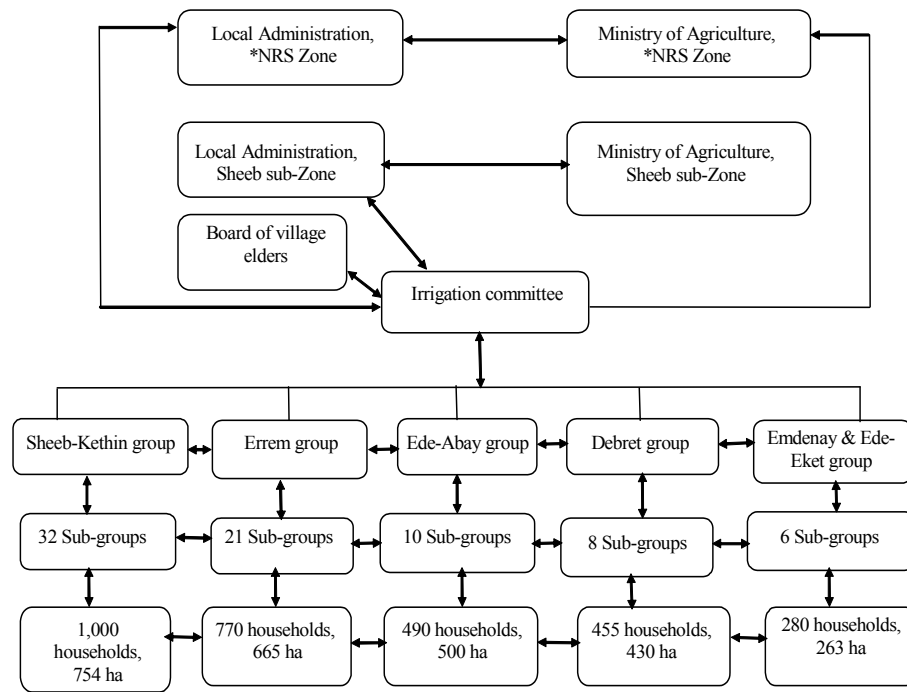 Local Administration,
*NRS Zone
Ministry of Agriculture,
*NRS Zone
Local Administration,
Sheeb sub-Zone
Ministry of Agriculture,
Sheeb sub-Zone
Board of village
elders
Irrigation committee
Sheeb-Kethin group
Errem group
Ede-Abay group
Debret group
Emdenay & Ede-
Eket group
32 Sub-groups
21 Sub-groups
10 Sub-groups
8 Sub-groups
6 Sub-groups
1,000
households,
754 ha
770 households,
665 ha
490 households,
500 ha
455 households,
430 ha
280 households,
263 ha